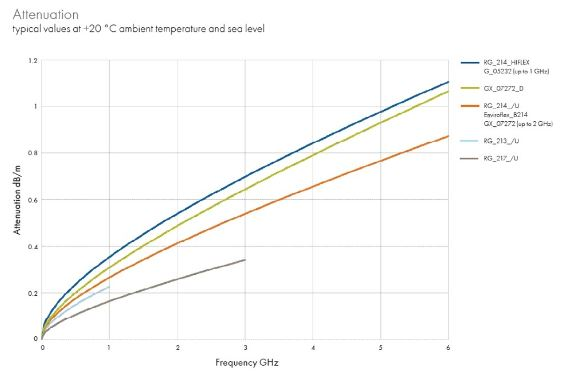 Attenuation
typical values at +20 °C ambient temperature and sea level
1.2
1
0.8
0.6
0.4
0.2
0
Attenuation dB/m
0 1 2 3 4 5 6
Frequency GHz
RG_214_HIFLEX
G_05232 (up to 1 GHz)
GX_07272_D
RG_214_/U
Enviroflex_B214
GX_07272 (up to 2 GHz)
RG_213_/U
RG_217_/U